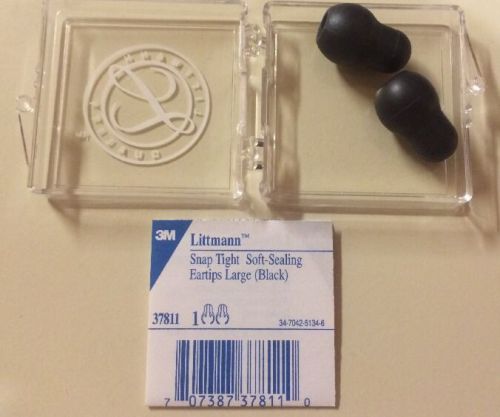 L
3M
Littmann™
Snap Tight Soft-Sealing
Eartips Large (Black)
37811 1
34-7042-5134-6
7 07387 37811 0